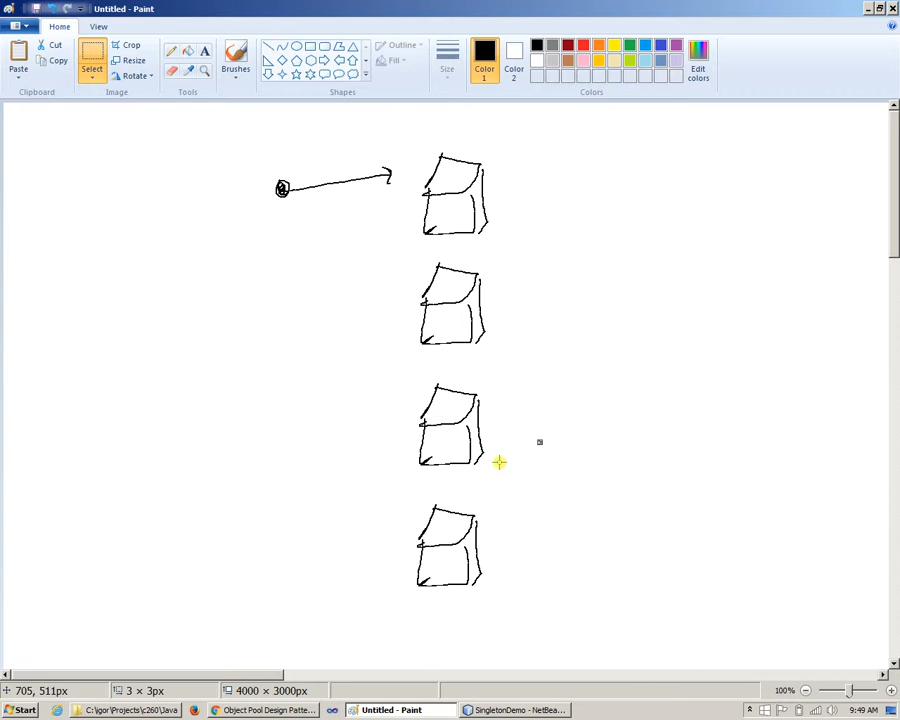 Untitled - Paint
Home
View
Paste
Cut
Copy
Clipboard
Select
Crop
Resize
Rotate
Image
A
Tools
Brushes
Shapes
Outline
Fill
Size
Color 1
Color 2
Edit colors
Colors
705, 511px
3 × 3px
4000 × 3000px
100%
Start
C:\igor\Projects\c260\Java
Object Pool Design Patte...
Untitled - Paint
SingletonDemo - NetBea...
9:49 AM